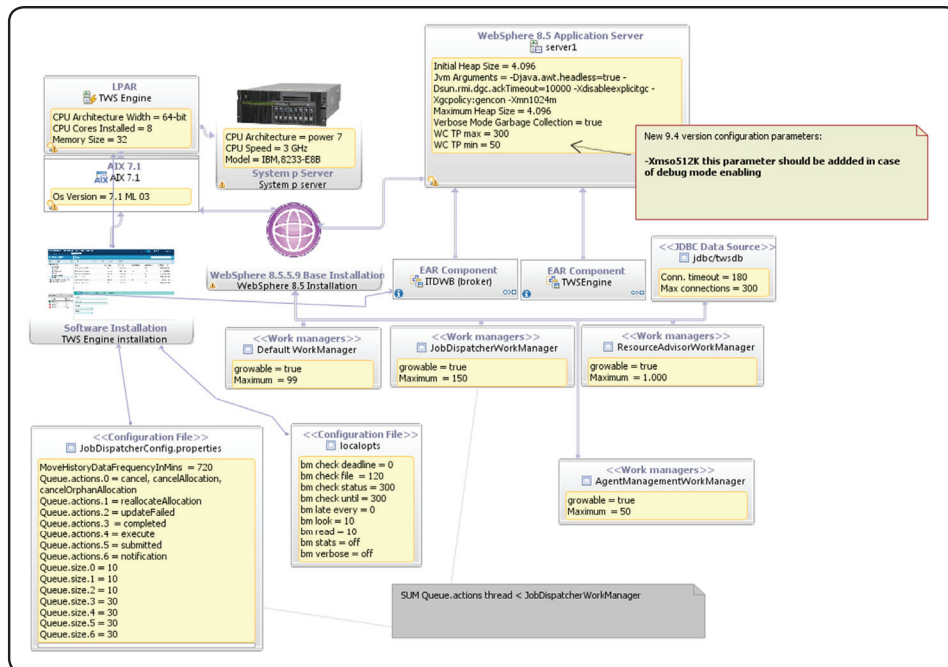 WebSphere 8.5 Application Server
server1
Initial Heap Size = 4.096
Jvm Arguments = -Djava.awt.headless=true -
Dsun.rmi.dgc.ackTimeout=10000 -Xdisableexplicitgc -
Xgcpolicy:gencon -Xmn1024m
Maximum Heap Size = 4.096
Verbose Mode Garbage Collection = true
WC TP max = 300
WC TP min = 50
New 9.4 version configuration parameters:
-Xmso512K this parameter should be addded in case
of debug mode enabling
LPAR
TWS Engine
CPU Architecture Width = 64-bit
CPU Cores Installed = 8
Memory Size = 32
CPU Architecture = power 7
CPU Speed = 3 GHz
Model = IBM,8233-E8B
System p Server
System p server
AIX 7.1
AIX
AIX 7.1
Os Version = 7.1 ML 03
WebSphere 8.5.5.9 Base Installation
WebSphere 8.5 Installation
EAR Component
ITDWB (broker)
EAR Component
TWSEngine
<<JDBC Data Source>>
jdbc/twsdb
Conn. timeout = 180
Max connections = 300
Software Installation
TWS Engine installation
<<Work managers>>
Default WorkManager
growable = true
Maximum = 99
<<Work managers>>
JobDispatcherWorkManager
growable = true
Maximum = 150
<<Work managers>>
ResourceAdvisorWorkManager
growable = true
Maximum = 1.000
<<Configuration File>>
JobDispatcherConfig.properties
MoveHistoryDataFrequencyInMins = 720
Queue.actions.0 = cancel, cancelAllocation,
cancelOrphanAllocation
Queue.actions.1 = reallocateAllocation
Queue.actions.2 = updateFailed
Queue.actions.3 = completed
Queue.actions.4 = execute
Queue.actions.5 = submitted
Queue.actions.6 = notification
Queue.size.0 = 10
Queue.size.1 = 10
Queue.size.2 = 10
Queue.size.3 = 30
Queue.size.4 = 30
Queue.size.5 = 30
Queue.size.6 = 30
<<Configuration File>>
localopts
bm check deadline = 0
bm check file = 120
bm check status = 300
bm check until = 300
bm late every = 0
bm look = 10
bm read = 10
bm stats = off
bm verbose = off
<<Work managers>>
AgentManagementWorkManager
growable = true
Maximum = 50
SUM Queue.actions thread < JobDispatcherWorkManager